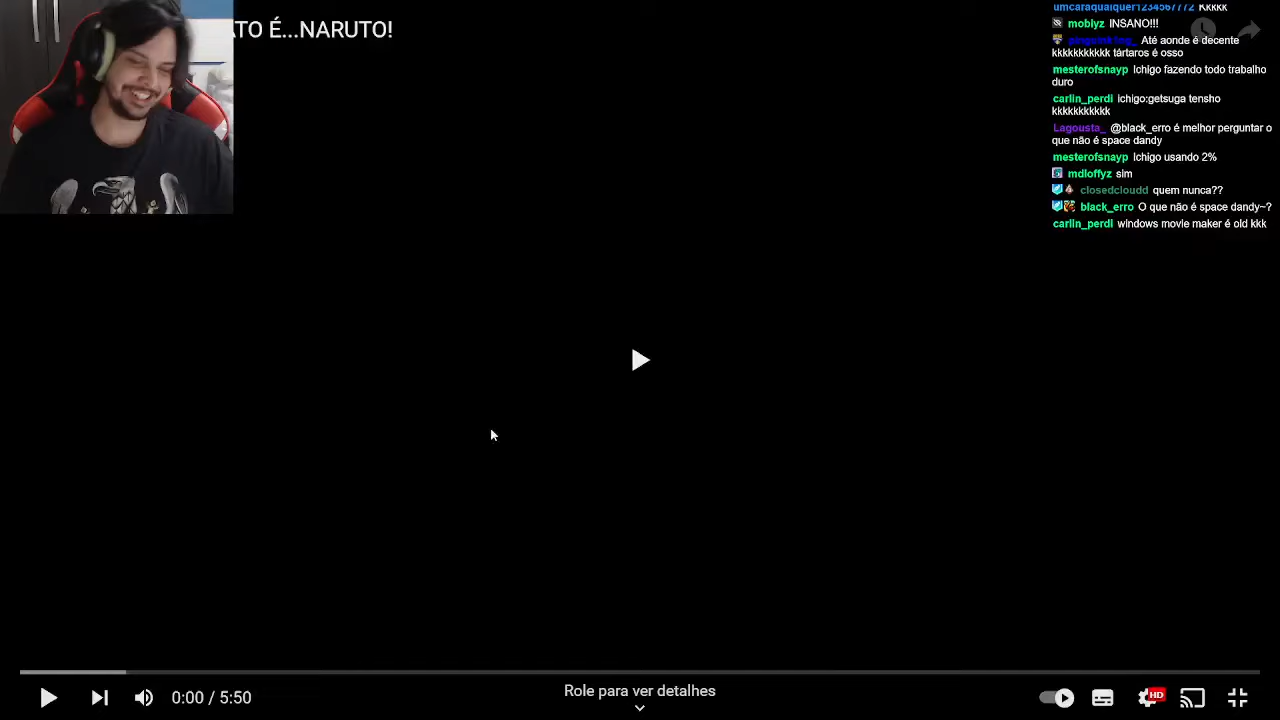 TO É...NARUTO!
umcaraqualquer1234567772 Kkkkk
moblyz INSANO!!!
Até aonde é decente
kkkkkkkkkkk tártaros é osso
mesterofsnayp Ichigo fazendo todo trabalho
duro
carlin_perdi ichigo:getsuga tensho
kkkkkkkkkkk
Lagousta_ @black_erro é melhor perguntar o
que não é space dandy
mesterofsnayp Ichigo usando 2%
mdloffyz sim
closedcloudd quem nunca??
black_erro O que não é space dandy~?
carlin_perdi windows movie maker é old kkk
0:00 / 5:50
Role para ver detalhes
HD